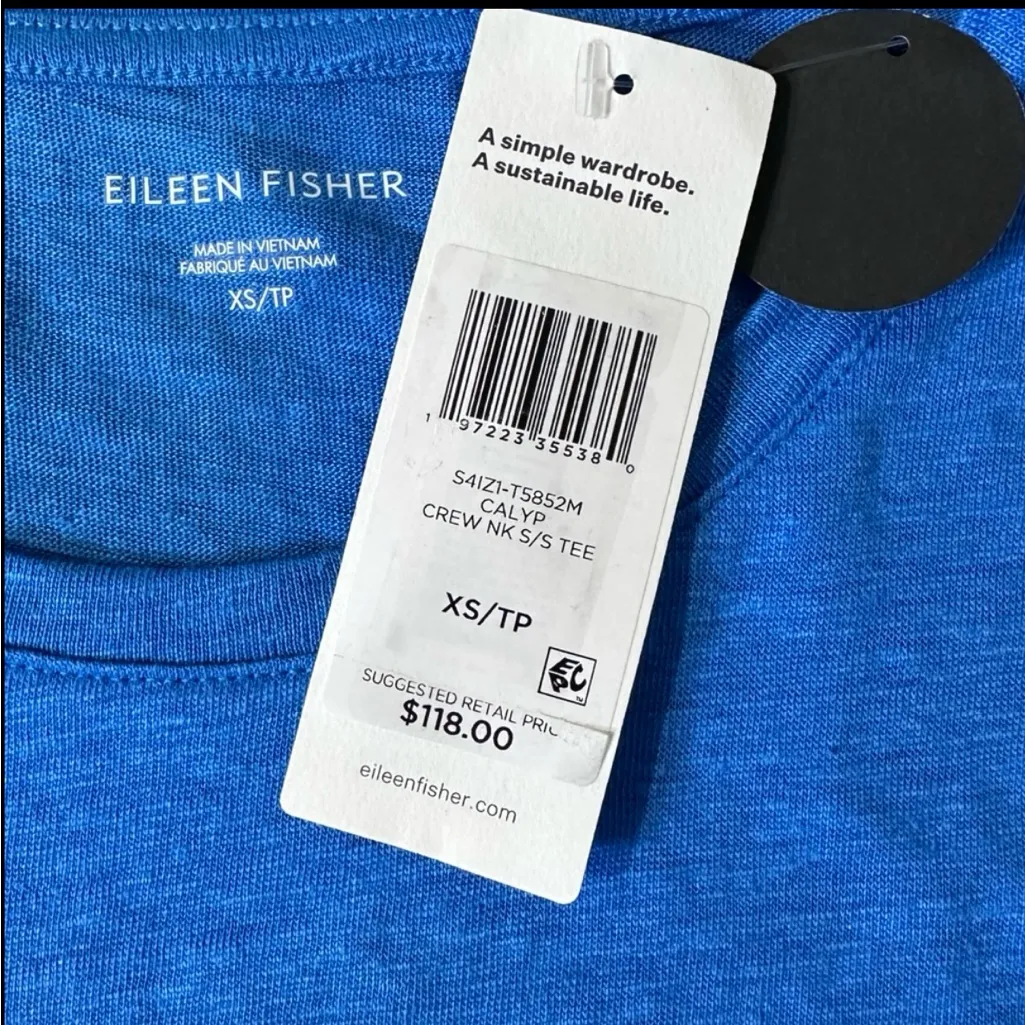 EILEEN FISHER
MADE IN VIETNAM
FABRIQUÉ AU VIETNAM
XS/TP
A simple wardrobe.
A sustainable life.
1 97223 35538 0
S4IZ1-T5852M
CALYP
CREW NK S/S TEE
XS/TP
SUGGESTED RETAIL
$118.00
eileenfisher.com